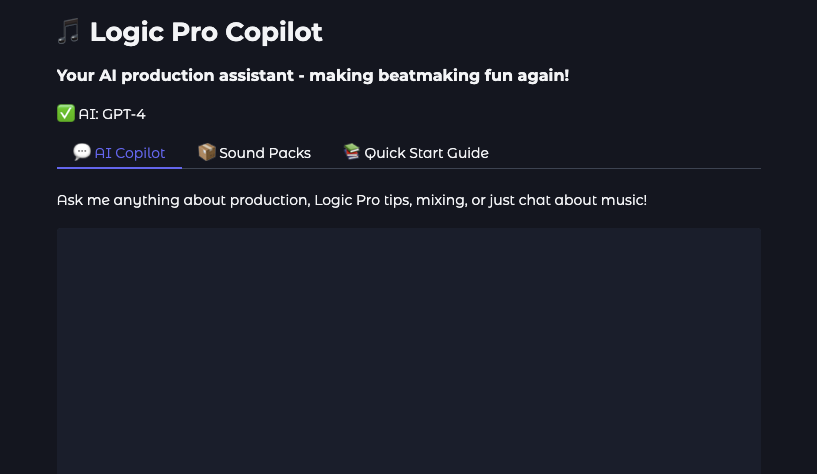 🎵 Logic Pro Copilot
Your AI production assistant - making beatmaking fun again!
✅ AI: GPT-4
💬 AI Copilot 📦 Sound Packs 📚 Quick Start Guide
Ask me anything about production, Logic Pro tips, mixing, or just chat about music!